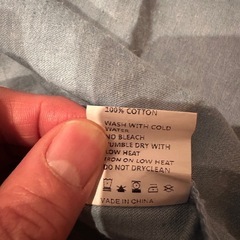 100% COTTON
WASH WITH COLD
WATER
NO BLEACH
TUMBLE DRY WITH
LOW HEAT
IRON ON LOW HEAT
DO NOT DRYCLEAN
MADE IN CHINA